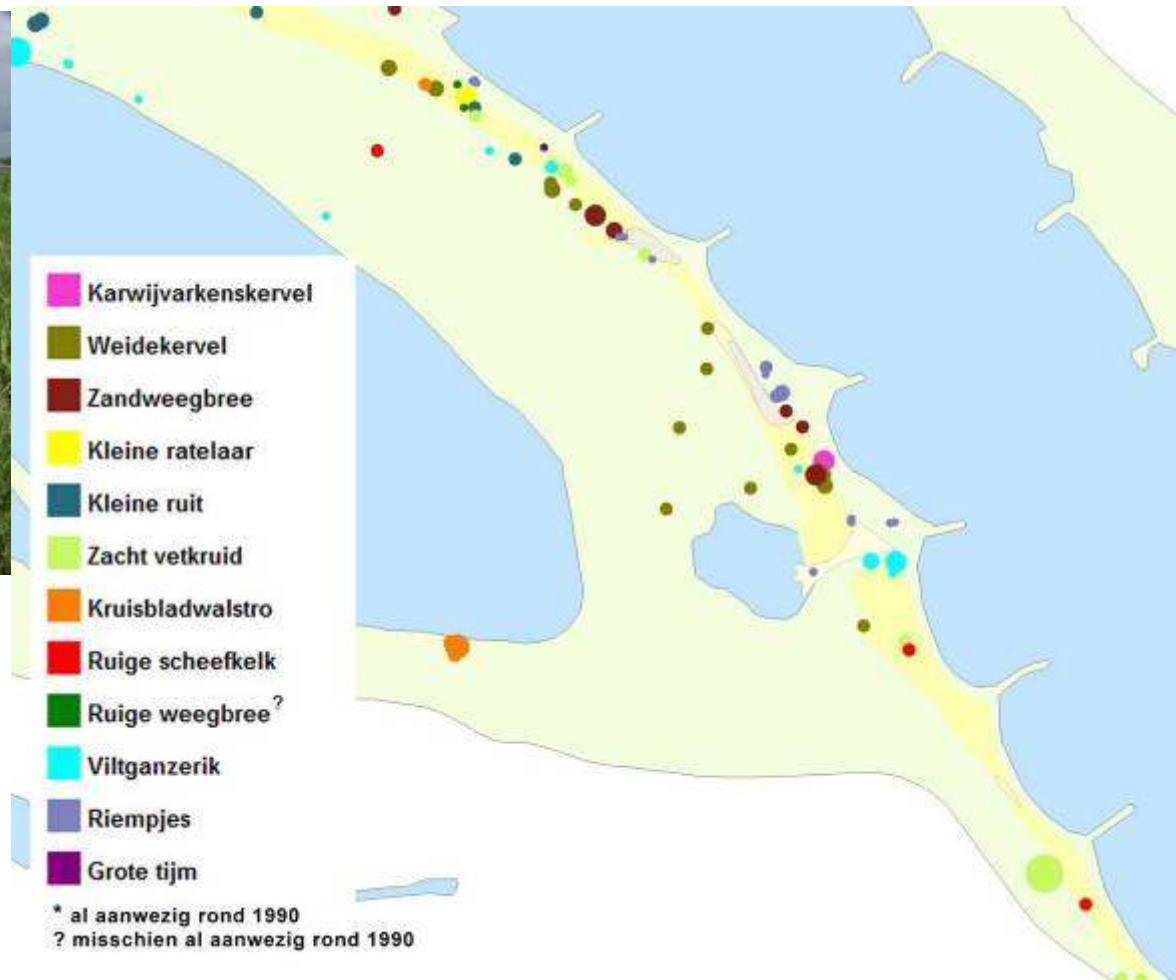 Karwijvarkenskervel
Weidekervel
Zandweegbree
Kleine ratelaar
Kleine ruit
Zacht vetkruid
Kruisbladwalstro
Ruige scheefkelk
Ruige weegbree?
Viltganzerik
Riempjes
Grote tijm
* al aanwezig rond 1990
? misschien al aanwezig rond 1990